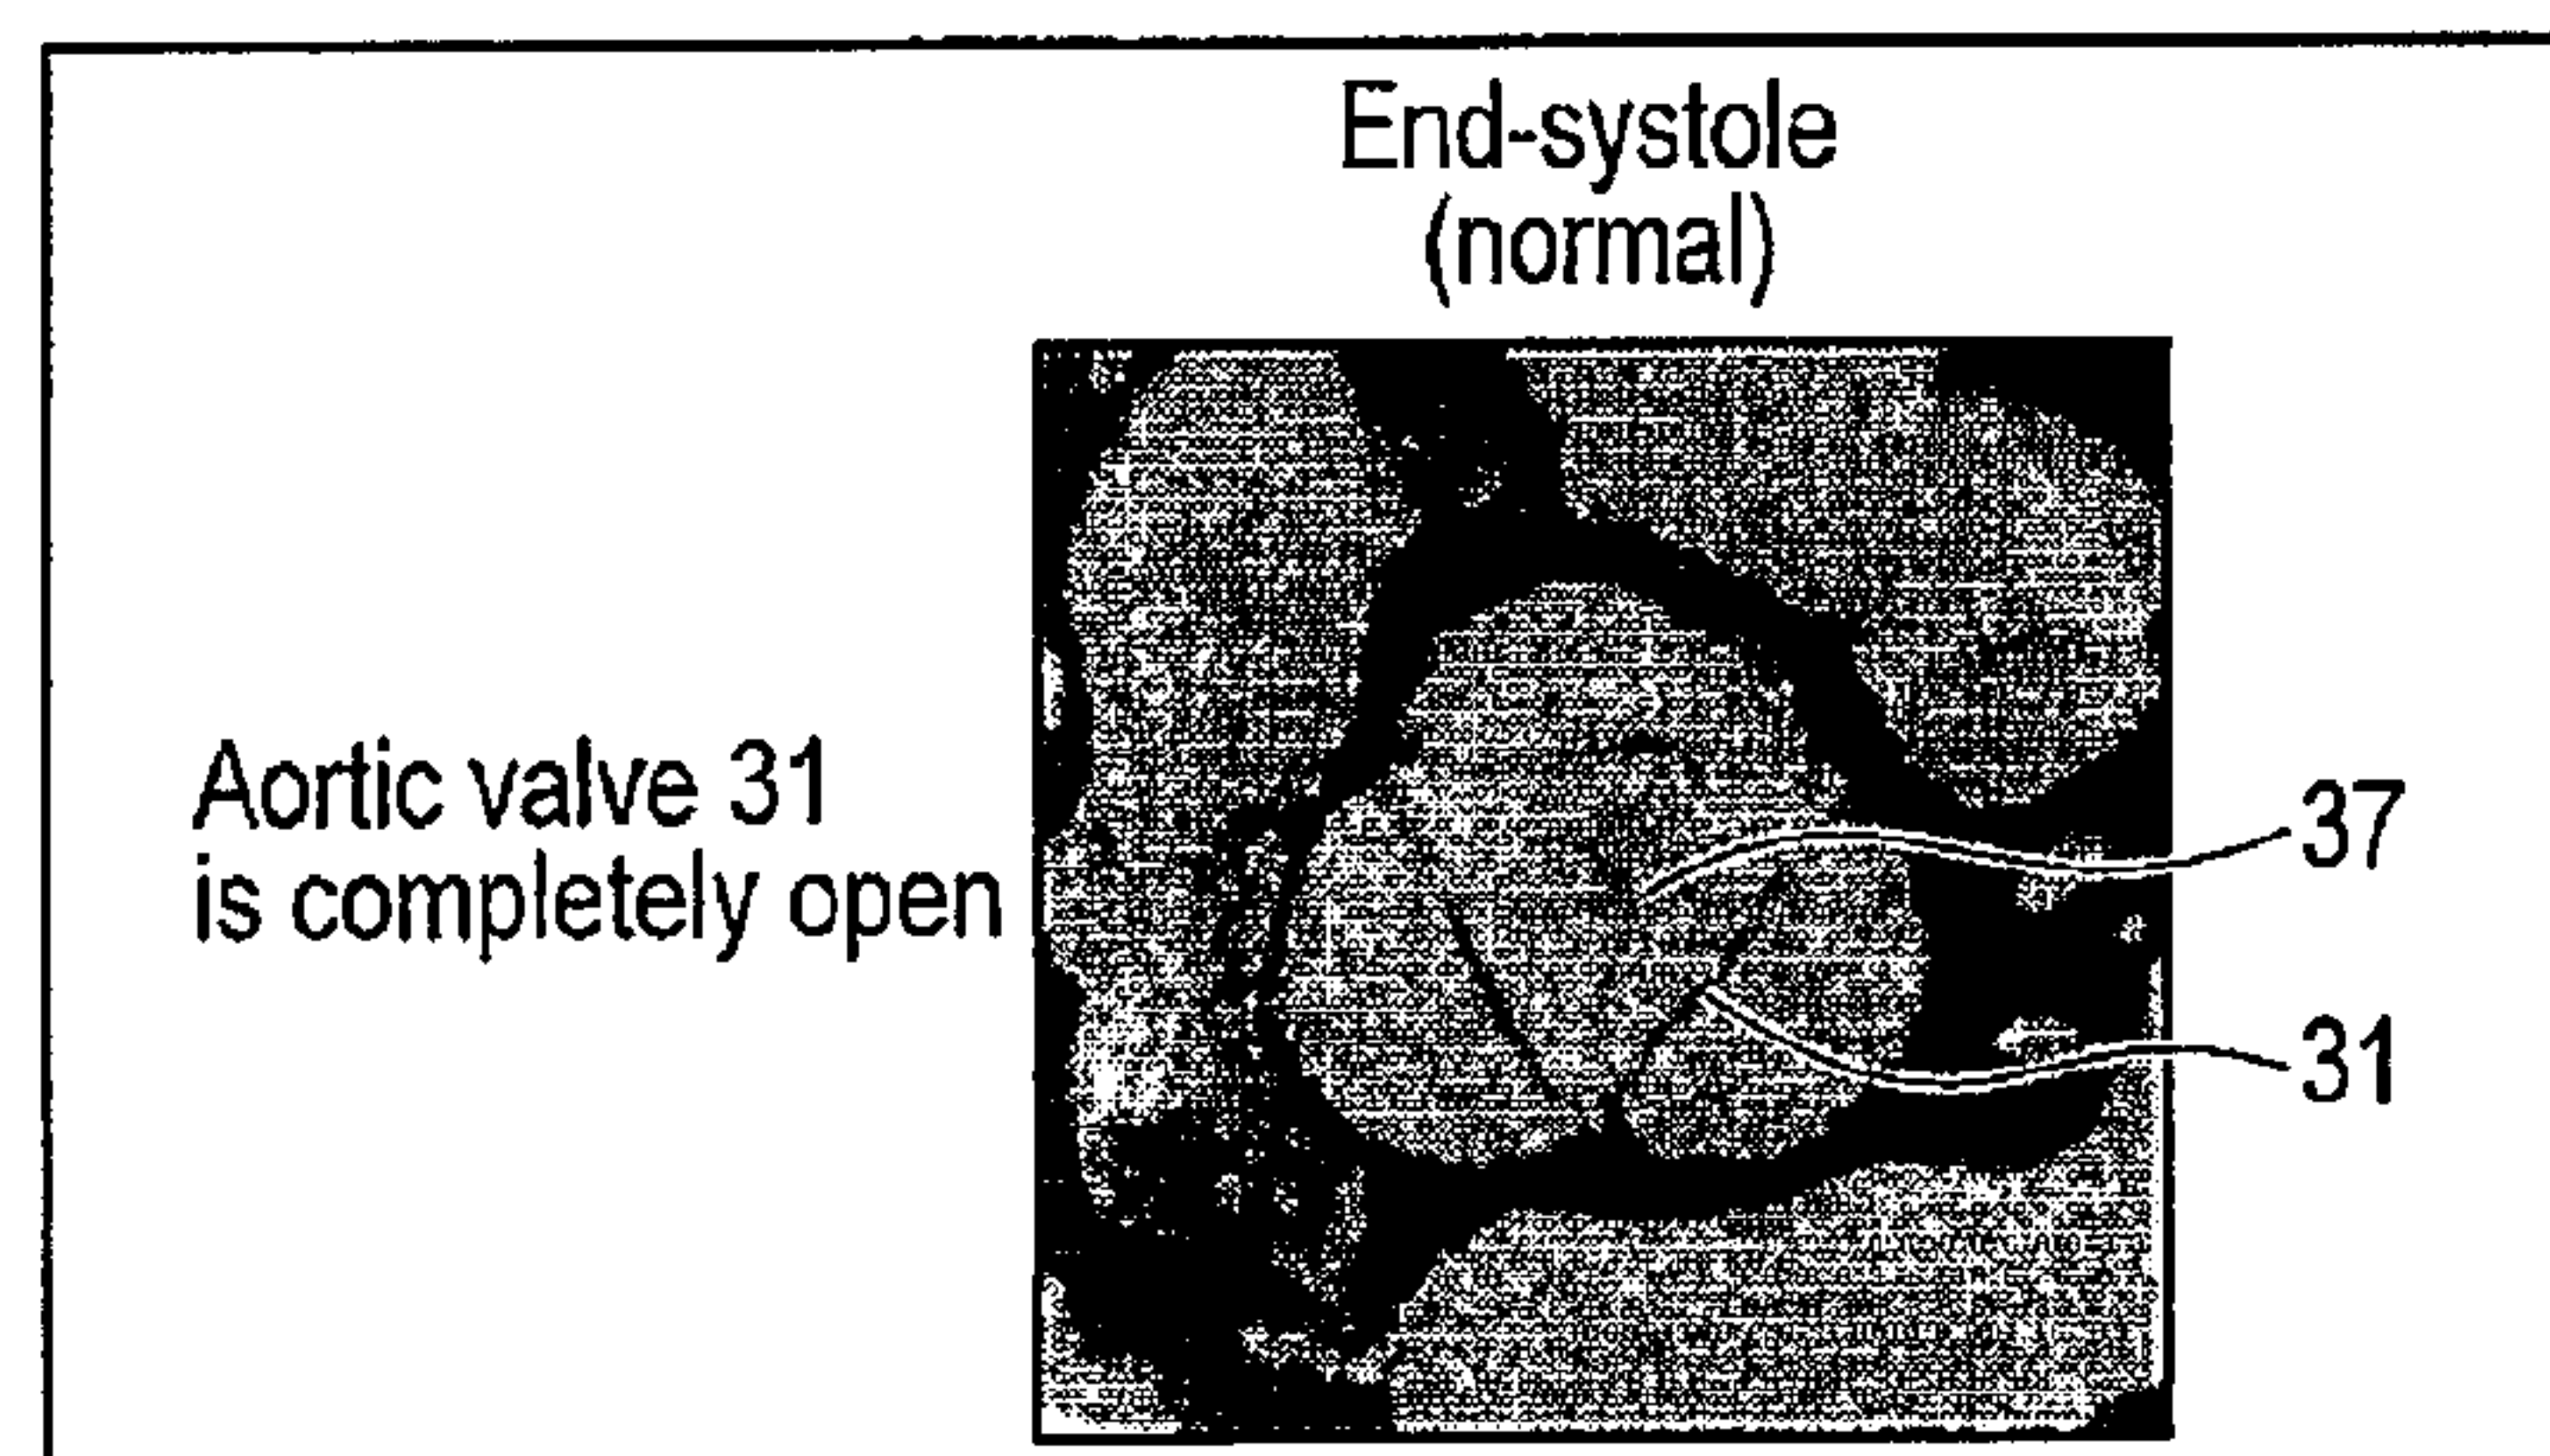 End-systole
(normal)
Aortic valve 31
is completely open
37
31